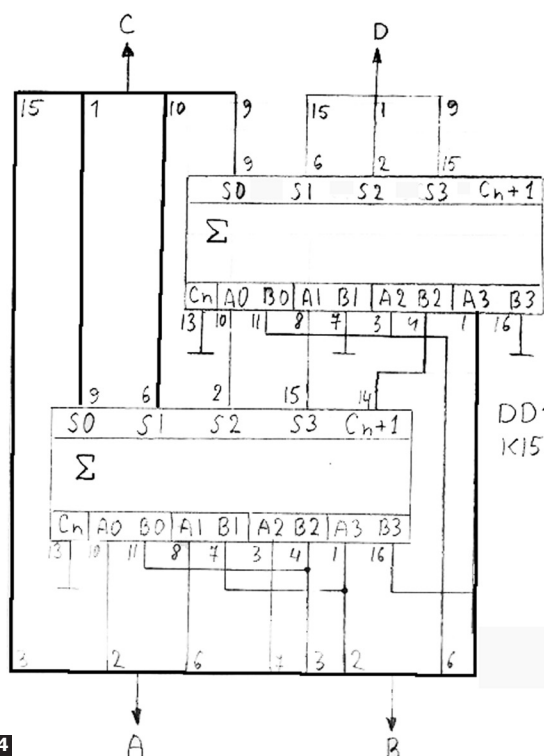 C D
15 1 10 9 15 1 9
9 6 2 15
S0 S1 S2 S3 Cn+1
Σ
Cn A0 B0 A1 B1 A2 B2 A3 B3
13 10 11 8 7 3 4 1 16
9 6 2 15 14
S0 S1 S2 S3 Cn+1
DD
К15
Σ
Cn A0 B0 A1 B1 A2 B2 A3 B3
13 10 11 8 7 3 4 1 16
3 2 6 7 3 2 6
A B
4